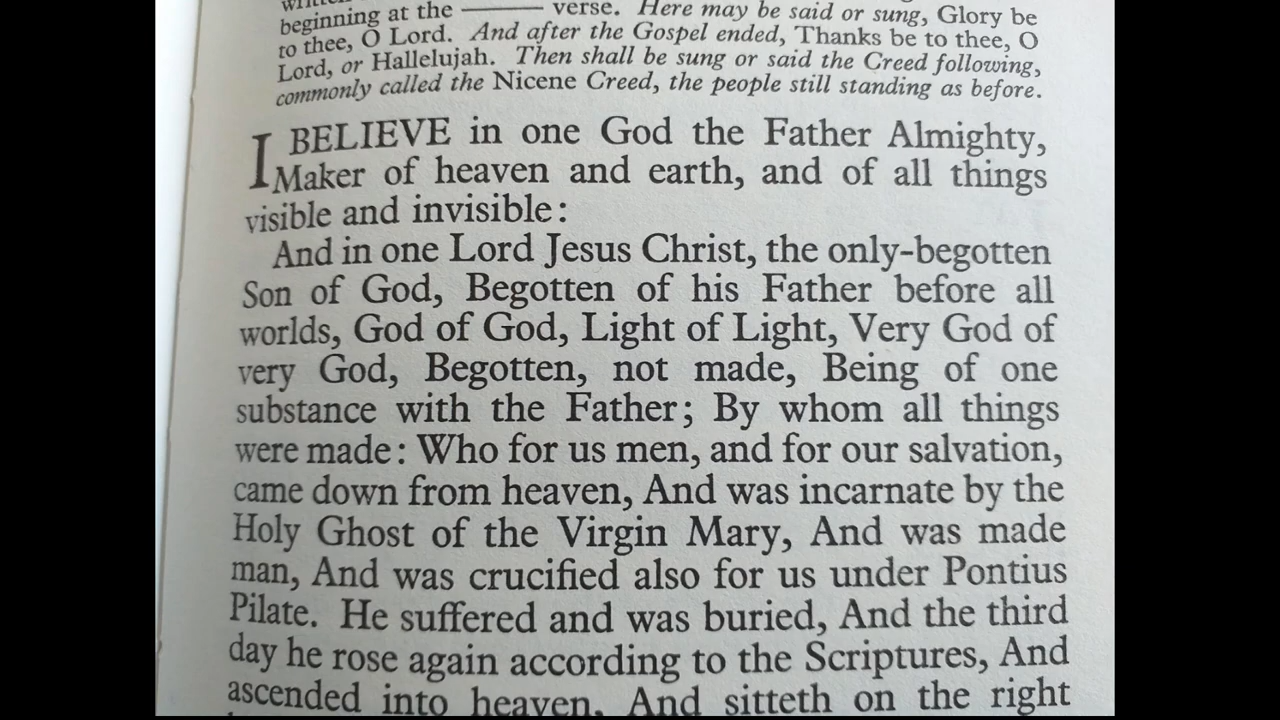 written
beginning at the ——— verse. Here may be said or sung, Glory be
to thee, O Lord. And after the Gospel ended, Thanks be to thee, O
Lord, or Hallelujah. Then shall be sung or said the Creed following,
commonly called the Nicene Creed, the people still standing as before.
I BELIEVE in one God the Father Almighty,
Maker of heaven and earth, and of all things
visible and invisible:
And in one Lord Jesus Christ, the only-begotten
Son of God, Begotten of his Father before all
worlds, God of God, Light of Light, Very God of
very God, Begotten, not made, Being of one
substance with the Father; By whom all things
were made: Who for us men, and for our salvation,
came down from heaven, And was incarnate by the
Holy Ghost of the Virgin Mary, And was made
man, And was crucified also for us under Pontius
Pilate. He suffered and was buried, And the third
day he rose again according to the Scriptures, And
ascended into heaven, And sitteth on the right